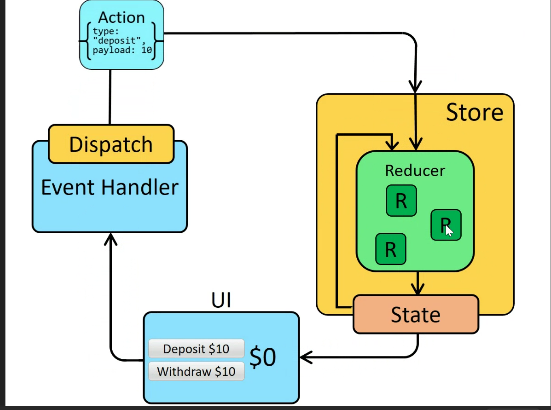 Action
{type:
"deposit",
payload: 10}
Store
Dispatch
Event Handler
Reducer
R
R
R
State
UI
Deposit $10
Withdraw $10
$0